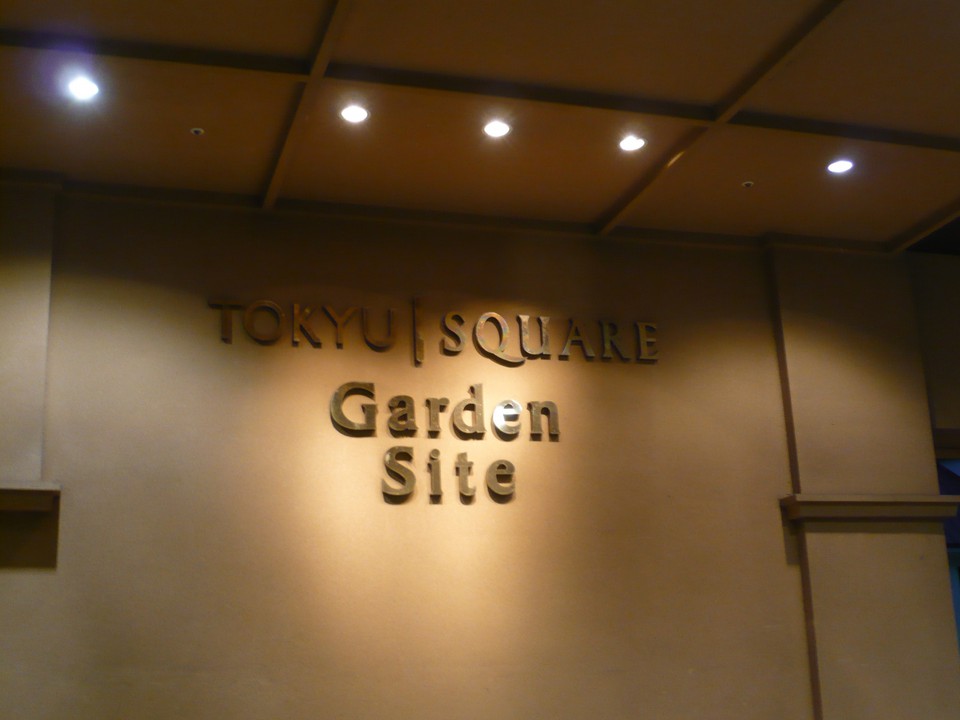 TOKYU | SQUARE
Garden
Site